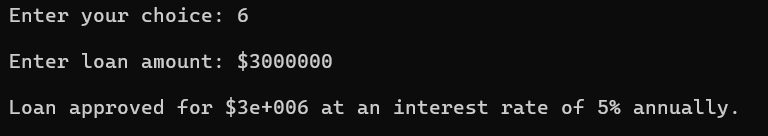 Enter your choice: 6
Enter loan amount: $3000000
Loan approved for $3e+006 at an interest rate of 5% annually.